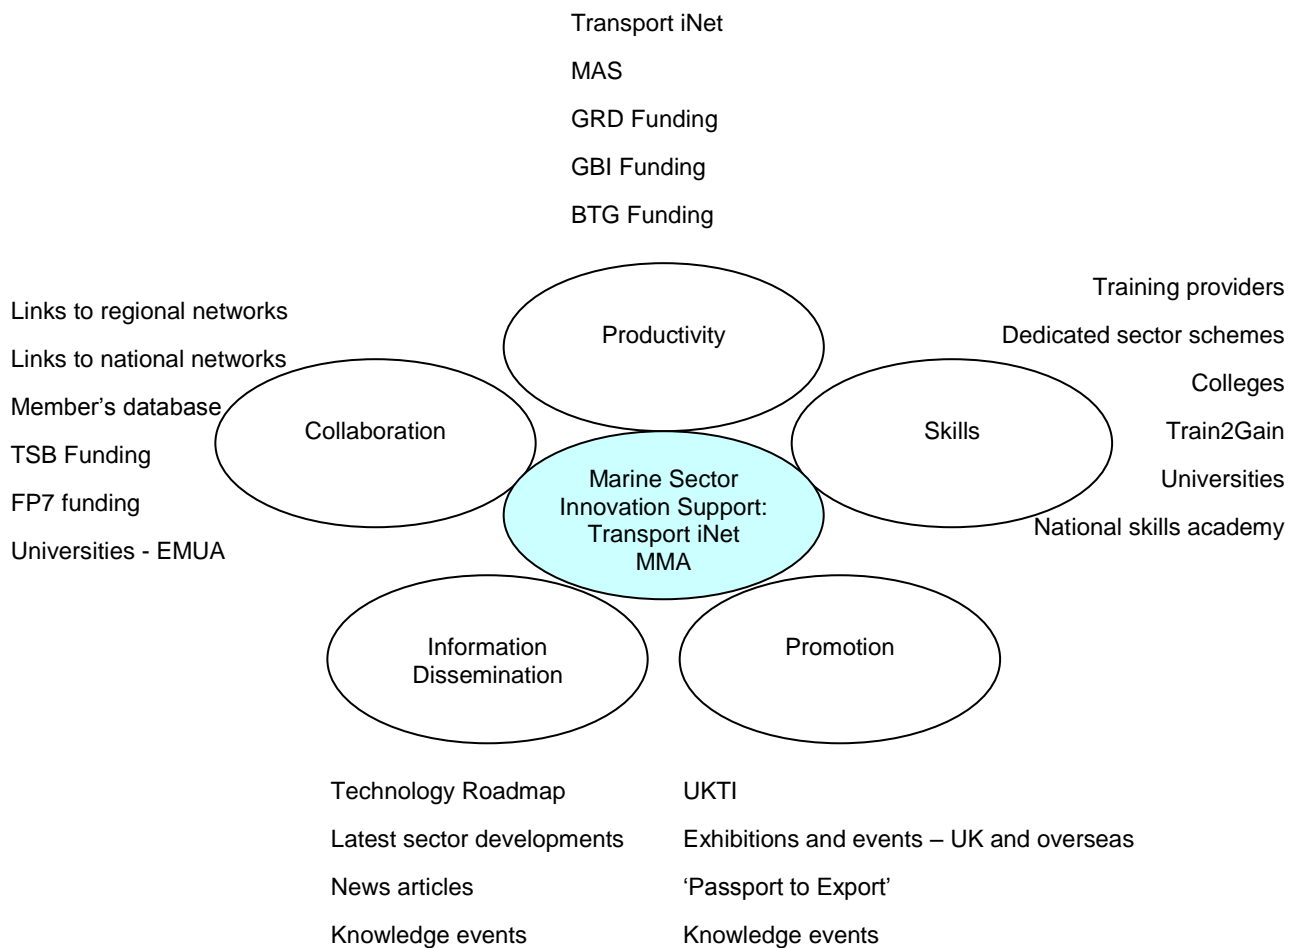 Transport iNet
MAS
GRD Funding
GBI Funding
BTG Funding
Productivity
Links to regional networks
Links to national networks
Member’s database
TSB Funding
FP7 funding
Universities - EMUA
Collaboration
Training providers
Dedicated sector schemes
Colleges
Train2Gain
Universities
National skills academy
Skills
Marine Sector
Innovation Support:
Transport iNet
MMA
Information
Dissemination
Promotion
Technology Roadmap
Latest sector developments
News articles
Knowledge events
UKTI
Exhibitions and events – UK and overseas
‘Passport to Export’
Knowledge events